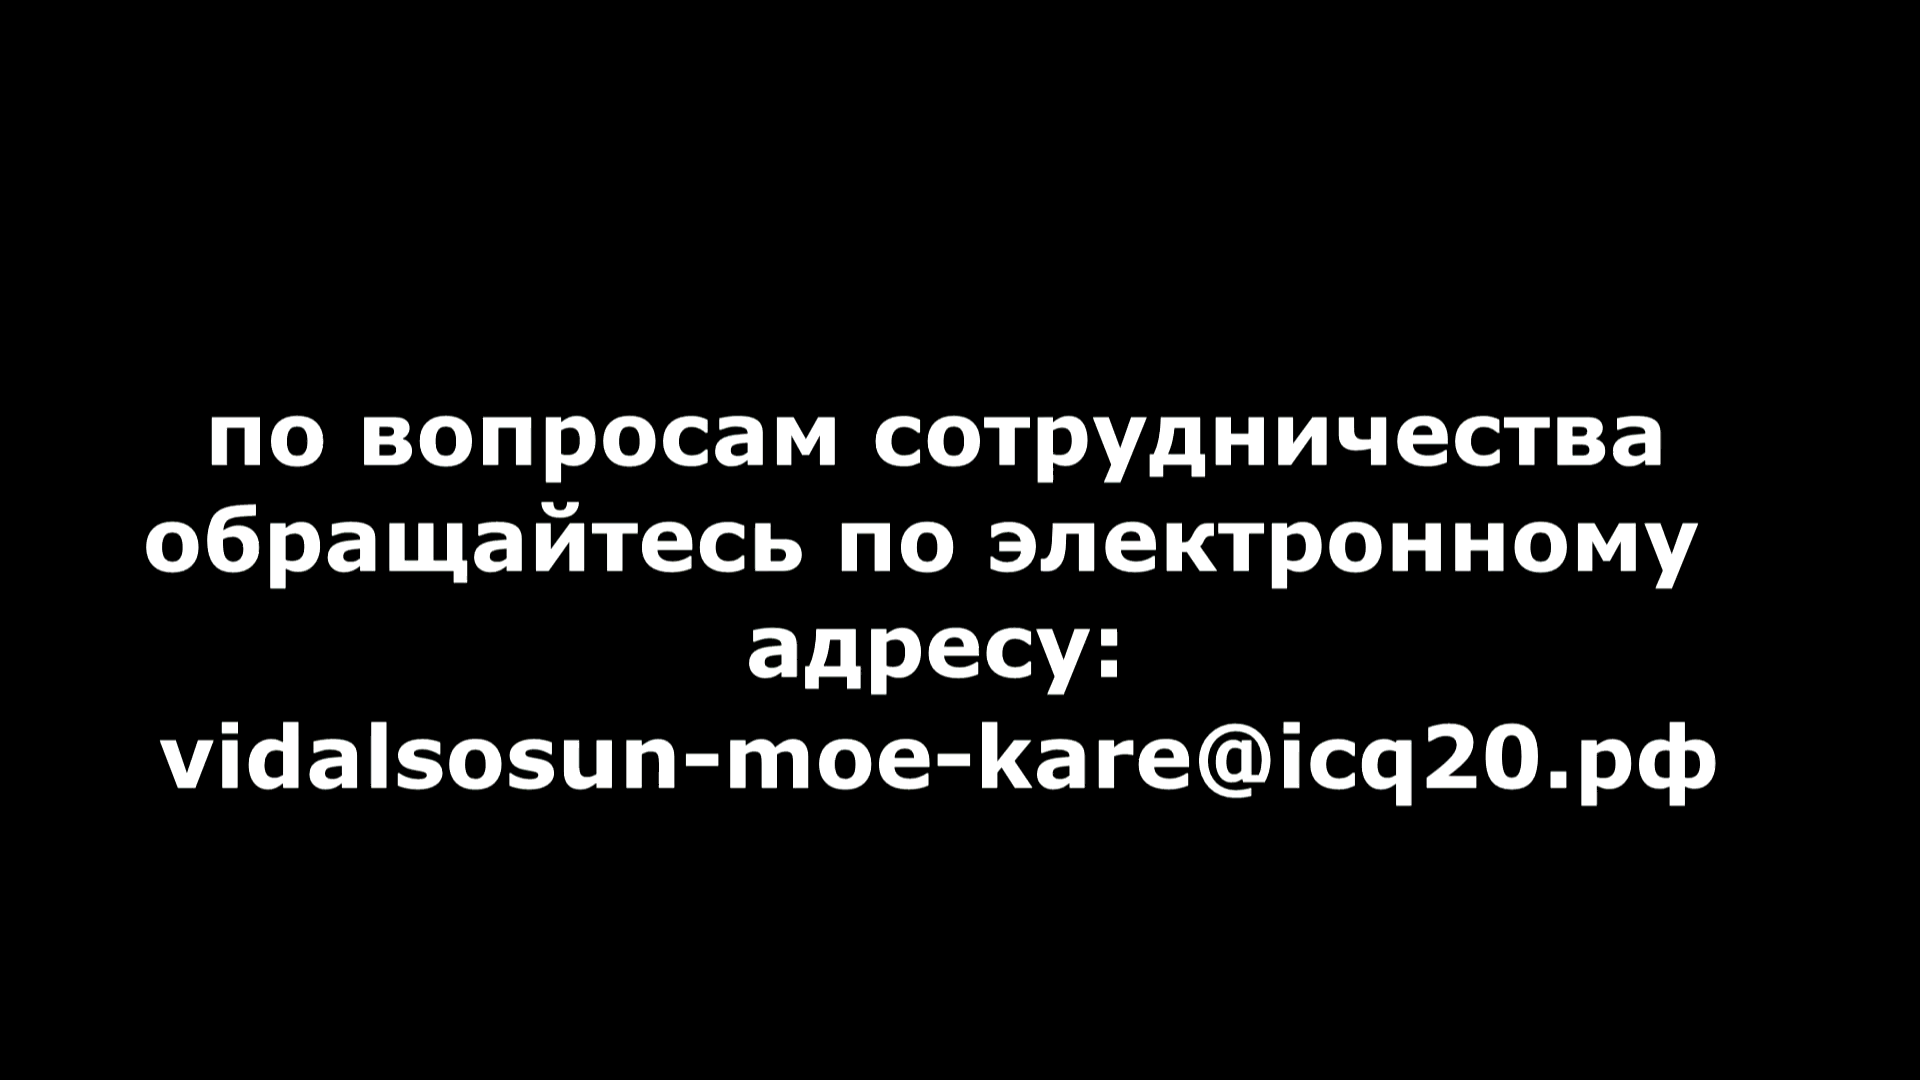 по вопросам сотрудничества
обращайтесь по электронному
адресу:
vidalsosun-moe-kare@icq20.рф